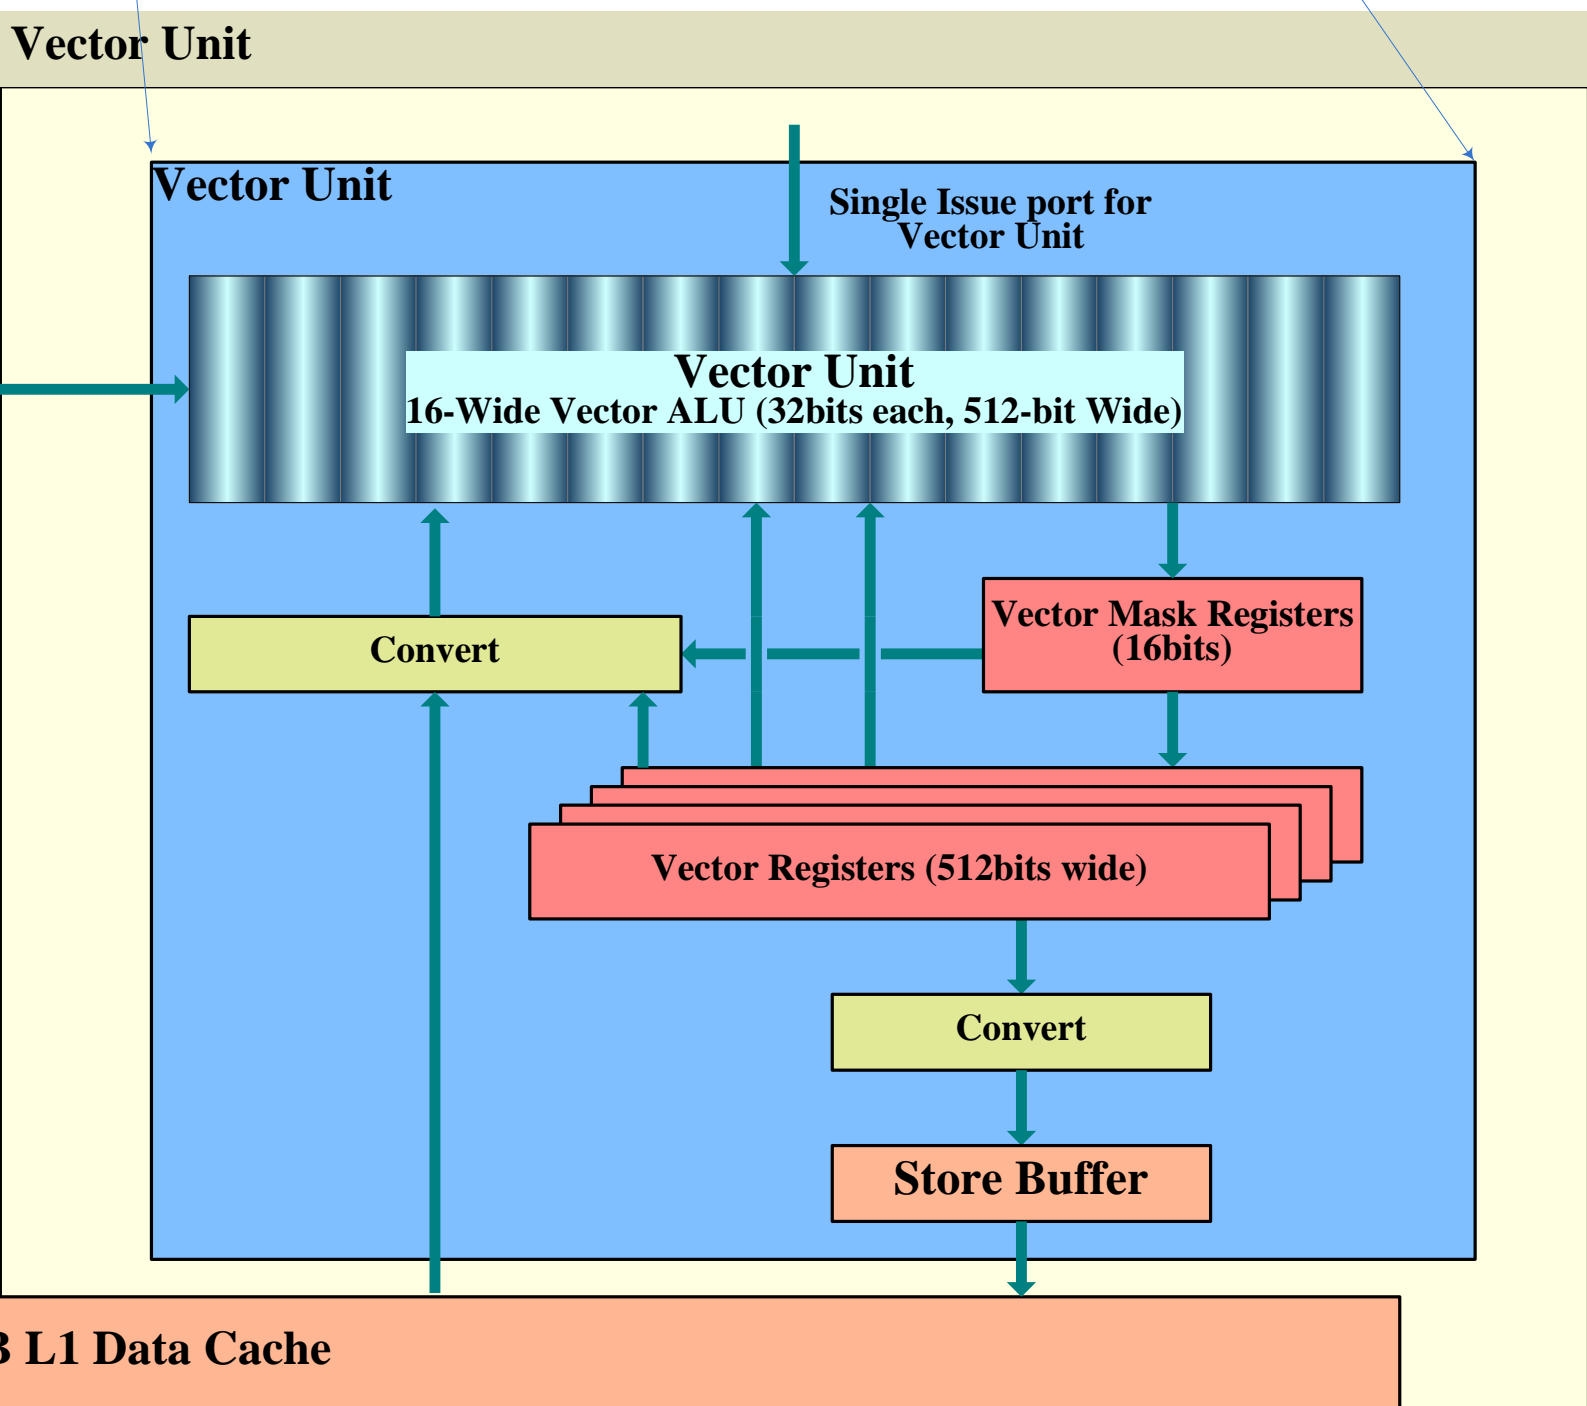 Vector Unit
Vector Unit
Single Issue port for
Vector Unit
Vector Unit
16-Wide Vector ALU (32bits each, 512-bit Wide)
Vector Mask Registers
(16bits)
Convert
Vector Registers (512bits wide)
Convert
Store Buffer
L1 Data Cache